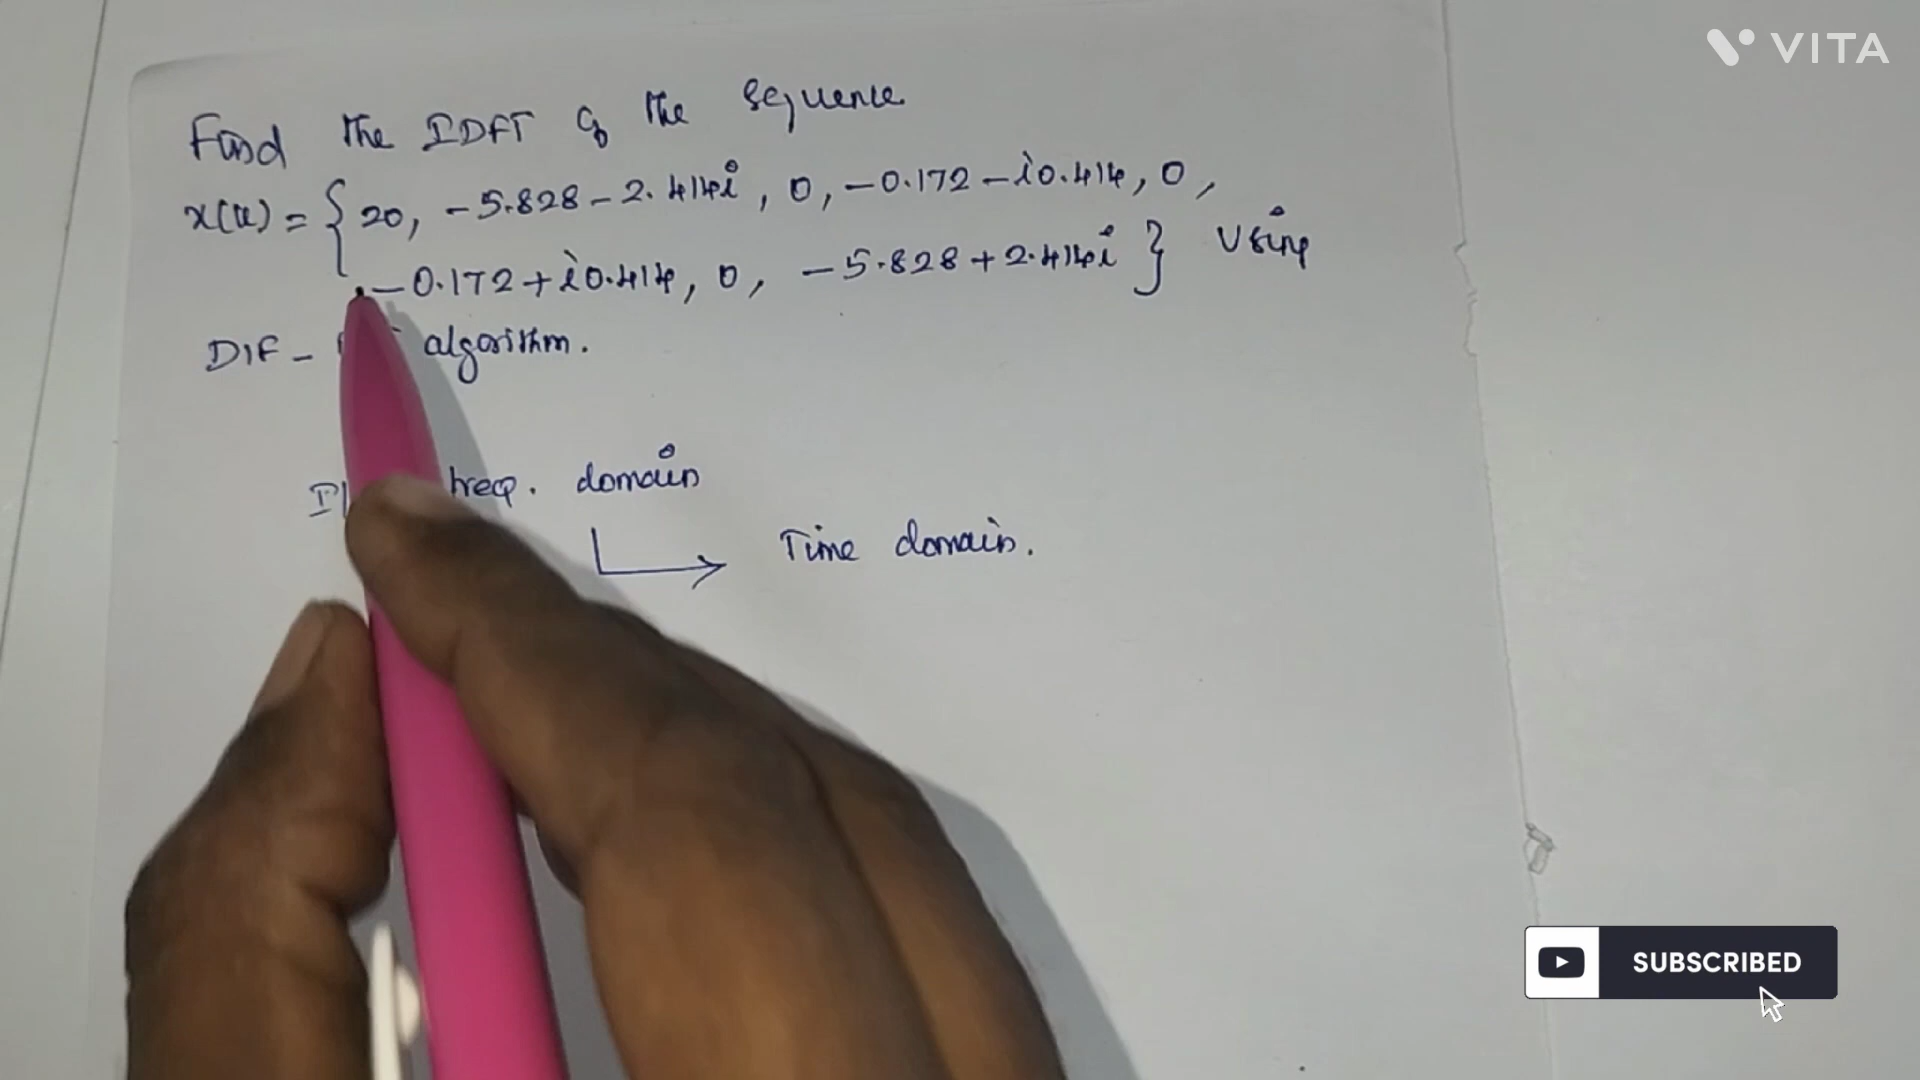 VITA
Find the IDFT of the sequence
x(k) = { 20, -5.828 - 2.414i, 0, -0.172 - i0.414, 0,
-0.172 + i0.414, 0, -5.828 + 2.414i } Using
DIF - algorithm.
freq. domain
Time domain.
SUBSCRIBED